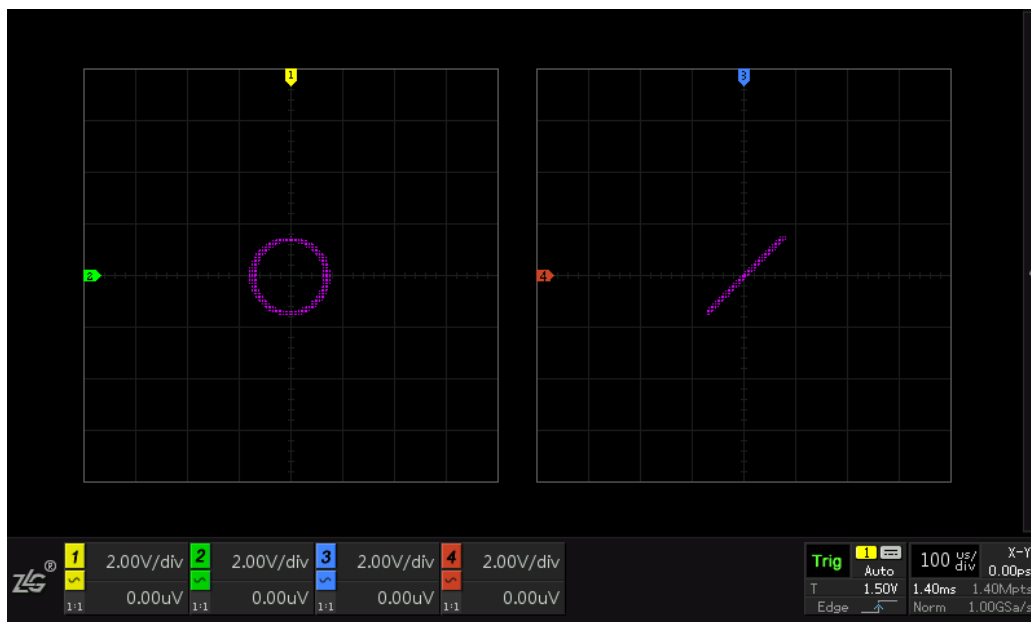 1
3
2
4
ZLG®
1 2.00V/div 2 2.00V/div 3 2.00V/div 4 2.00V/div
1:1 0.00uV 1:1 0.00uV 1:1 0.00uV 1:1 0.00uV
Trig 1 Auto
T 1.50V
Edge
100 us/div X-Y
0.00ps
1.40ms 1.40Mpts
Norm 1.00GSa/s